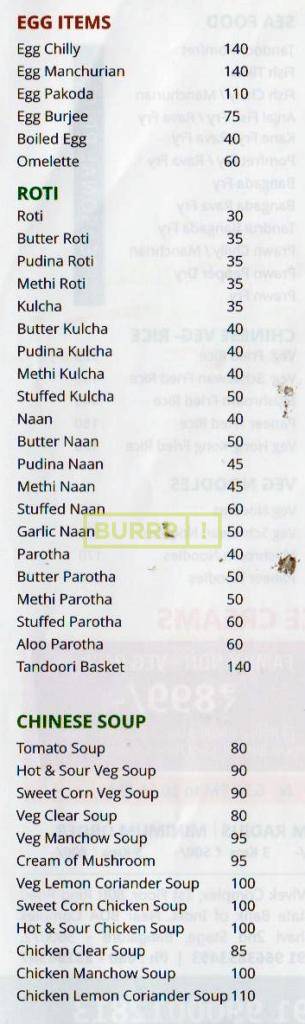 EGG ITEMS
Egg Chilly 140
Egg Manchurian 140
Egg Pakoda 110
Egg Burjee 75
Boiled Egg 40
Omelette 60
ROTI
Roti 30
Butter Roti 35
Pudina Roti 35
Methi Roti 35
Kulcha 35
Butter Kulcha 40
Pudina Kulcha 40
Methi Kulcha 40
Stuffed Kulcha 50
Naan 40
Butter Naan 50
Pudina Naan 45
Methi Naan 45
Stuffed Naan 60
Garlic Naan 50
BURRP!
Parotha 40
Butter Parotha 50
Methi Parotha 50
Stuffed Parotha 60
Aloo Parotha 60
Tandoori Basket 140
CHINESE SOUP
Tomato Soup 80
Hot & Sour Veg Soup 90
Sweet Corn Veg Soup 90
Veg Clear Soup 80
Veg Manchow Soup 90
Cream of Mushroom 95
Veg Lemon Coriander Soup 100
Sweet Corn Chicken Soup 100
Hot & Sour Chicken Soup 100
Chicken Clear Soup 85
Chicken Manchow Soup 100
Chicken Lemon Coriander Soup 110